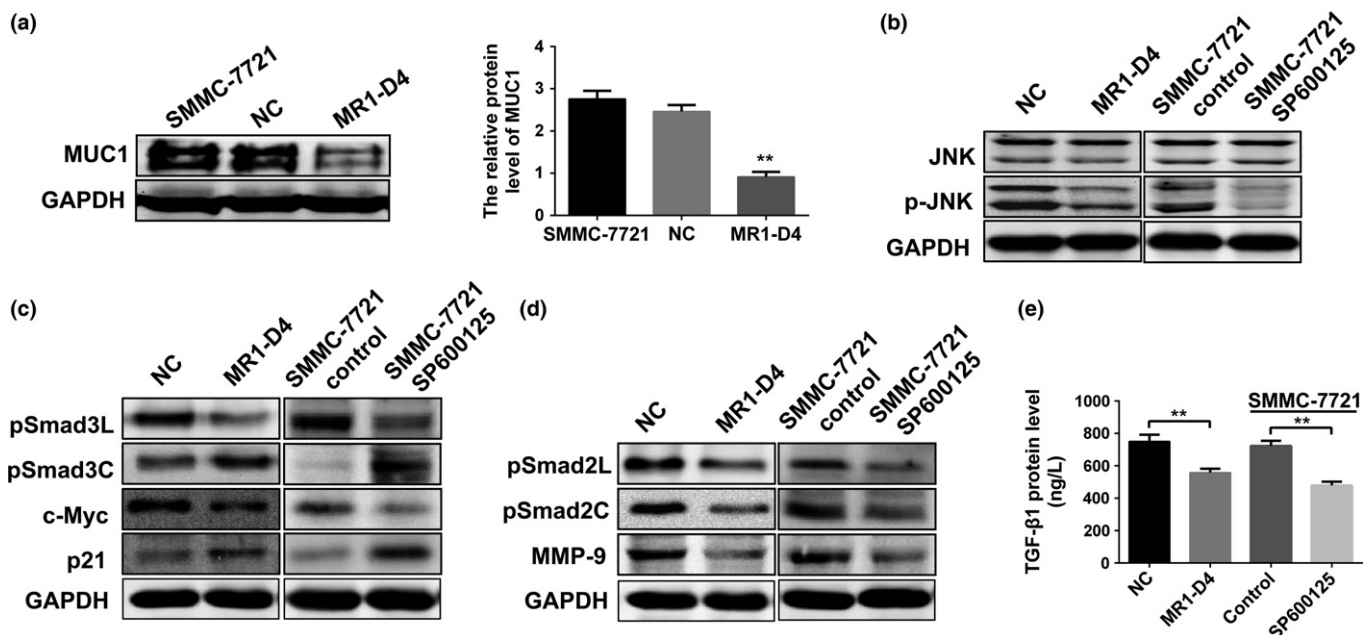 (a)
SMMC-7721
NC
MR1-D4
MUC1
GAPDH
The relative protein
level of MUC1
4
3
2
1
0
**
SMMC-7721
NC
MR1-D4
(b)
NC
MR1-D4
SMMC-7721
control
SMMC-7721
SP600125
JNK
p-JNK
GAPDH
(c)
NC
MR1-D4
SMMC-7721
control
SMMC-7721
SP600125
pSmad3L
pSmad3C
c-Myc
p21
GAPDH
(d)
NC
MR1-D4
SMMC-7721
control
SMMC-7721
SP600125
pSmad2L
pSmad2C
MMP-9
GAPDH
(e)
TGF-β1 protein level
(ng/L)
1000
800
600
400
200
0
**
SMMC-7721
**
NC
MR1-D4
Control
SP600125